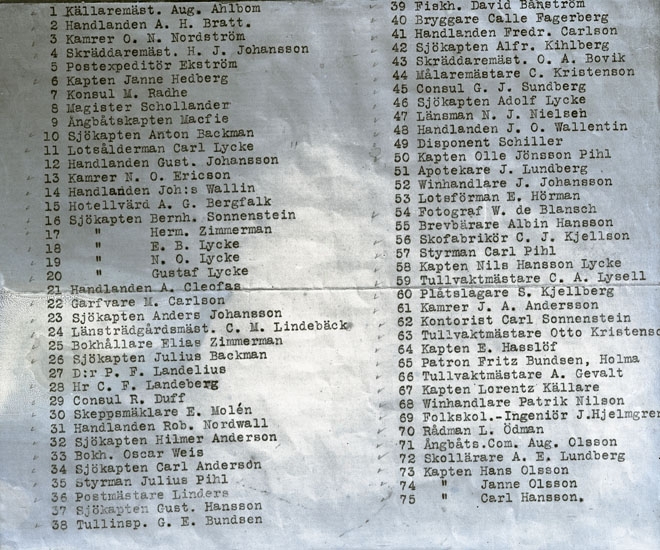 1 Källaremäst. Aug. Ahlbom
2 Handlanden A. H. Bratt.
3 Kamrer O. N. Nordström
4 Skräddaremäst. H. J. Johansson
5 Postexpeditör Ekström
6 Kapten Janne Hedberg
7 Konsul M. Radhe
8 Magister Schollander
9 Ångbåtskapten Macfie
10 Sjökapten Anton Backman
11 Lotsålderman Carl Lycke
12 Handlanden Gust. Johansson
13 Kamrer N. O. Ericson
14 Handlanden Joh:s Wallin
15 Hotellvärd A. G. Bergfalk
16 Sjökapten Bernh. Sonnenstein
17 " Herm. Zimmerman
18 " E. B. Lycke
19 " N. O. Lycke
20 " Gustaf Lycke
21 Handlanden A. Cleofas
22 Garfvare M. Carlson
23 Sjökapten Anders Johansson
24 Länsträdgårdsmäst. C. M. Lindebäck
25 Bokhållare Elias Zimmerman
26 Sjökapten Julius Backman
27 D:r P. F. Landelius
28 Hr C. F. Landeberg
29 Consul R. Duff
30 Skeppsmäklare E. Molén
31 Handlanden Rob. Nordwall
32 Sjökapten Hilmer Anderson
33 Bokh. Oscar Weis
34 Sjökapten Carl Anderson
35 Styrman Julius Pihl
36 Postmästare Linders
37 Sjökapten Gust. Hansson
38 Tullinsp. G. E. Bundsen
39 Fiskh. David Bånström
40 Bryggare Calle Fagerberg
41 Handlanden Fredr. Carlson
42 Sjökapten Alfr. Kihlberg
43 Skräddaremäst. O. A. Bovik
44 Målaremästare C. Kristenson
45 Consul G. J. Sundberg
46 Sjökapten Adolf Lycke
47 Länsman N. J. Nielsen
48 Handlanden J. O. Wallentin
49 Disponent Schiller
50 Kapten Olle Jönsson Pihl
51 Apotekare J. Lundberg
52 Winhandlare J. Johansson
53 Lotsförman E. Hörman
54 Fotograf W. de Blansch
55 Brevbärare Albin Hansson
56 Skofabrikör C. J. Kjellson
57 Styrman Carl Pihl
58 Kapten Nils Hansson Lycke
59 Tullvaktmästare C. A. Lysell
60 Plåtslagare S. Kjellberg
61 Kamrer J. A. Andersson
62 Kontorist Carl Sonnenstein
63 Tullvaktmästare Otto Kristenso
64 Kapten E. Hasslöf
65 Patron Fritz Bundsen, Holma
66 Tullvaktmästare A. Gevalt
67 Kapten Lorentz Källare
68 Winhandlare Patrik Nilson
69 Folkskol.-Ingeniör J.Hjelmgre
70 Rådman L. Ödman
71 Ångbåts.Com. Aug. Olsson
72 Skollärare A. E. Lundberg
73 Kapten Hans Olsson
74 " Janne Olsson
75 " Carl Hansson.